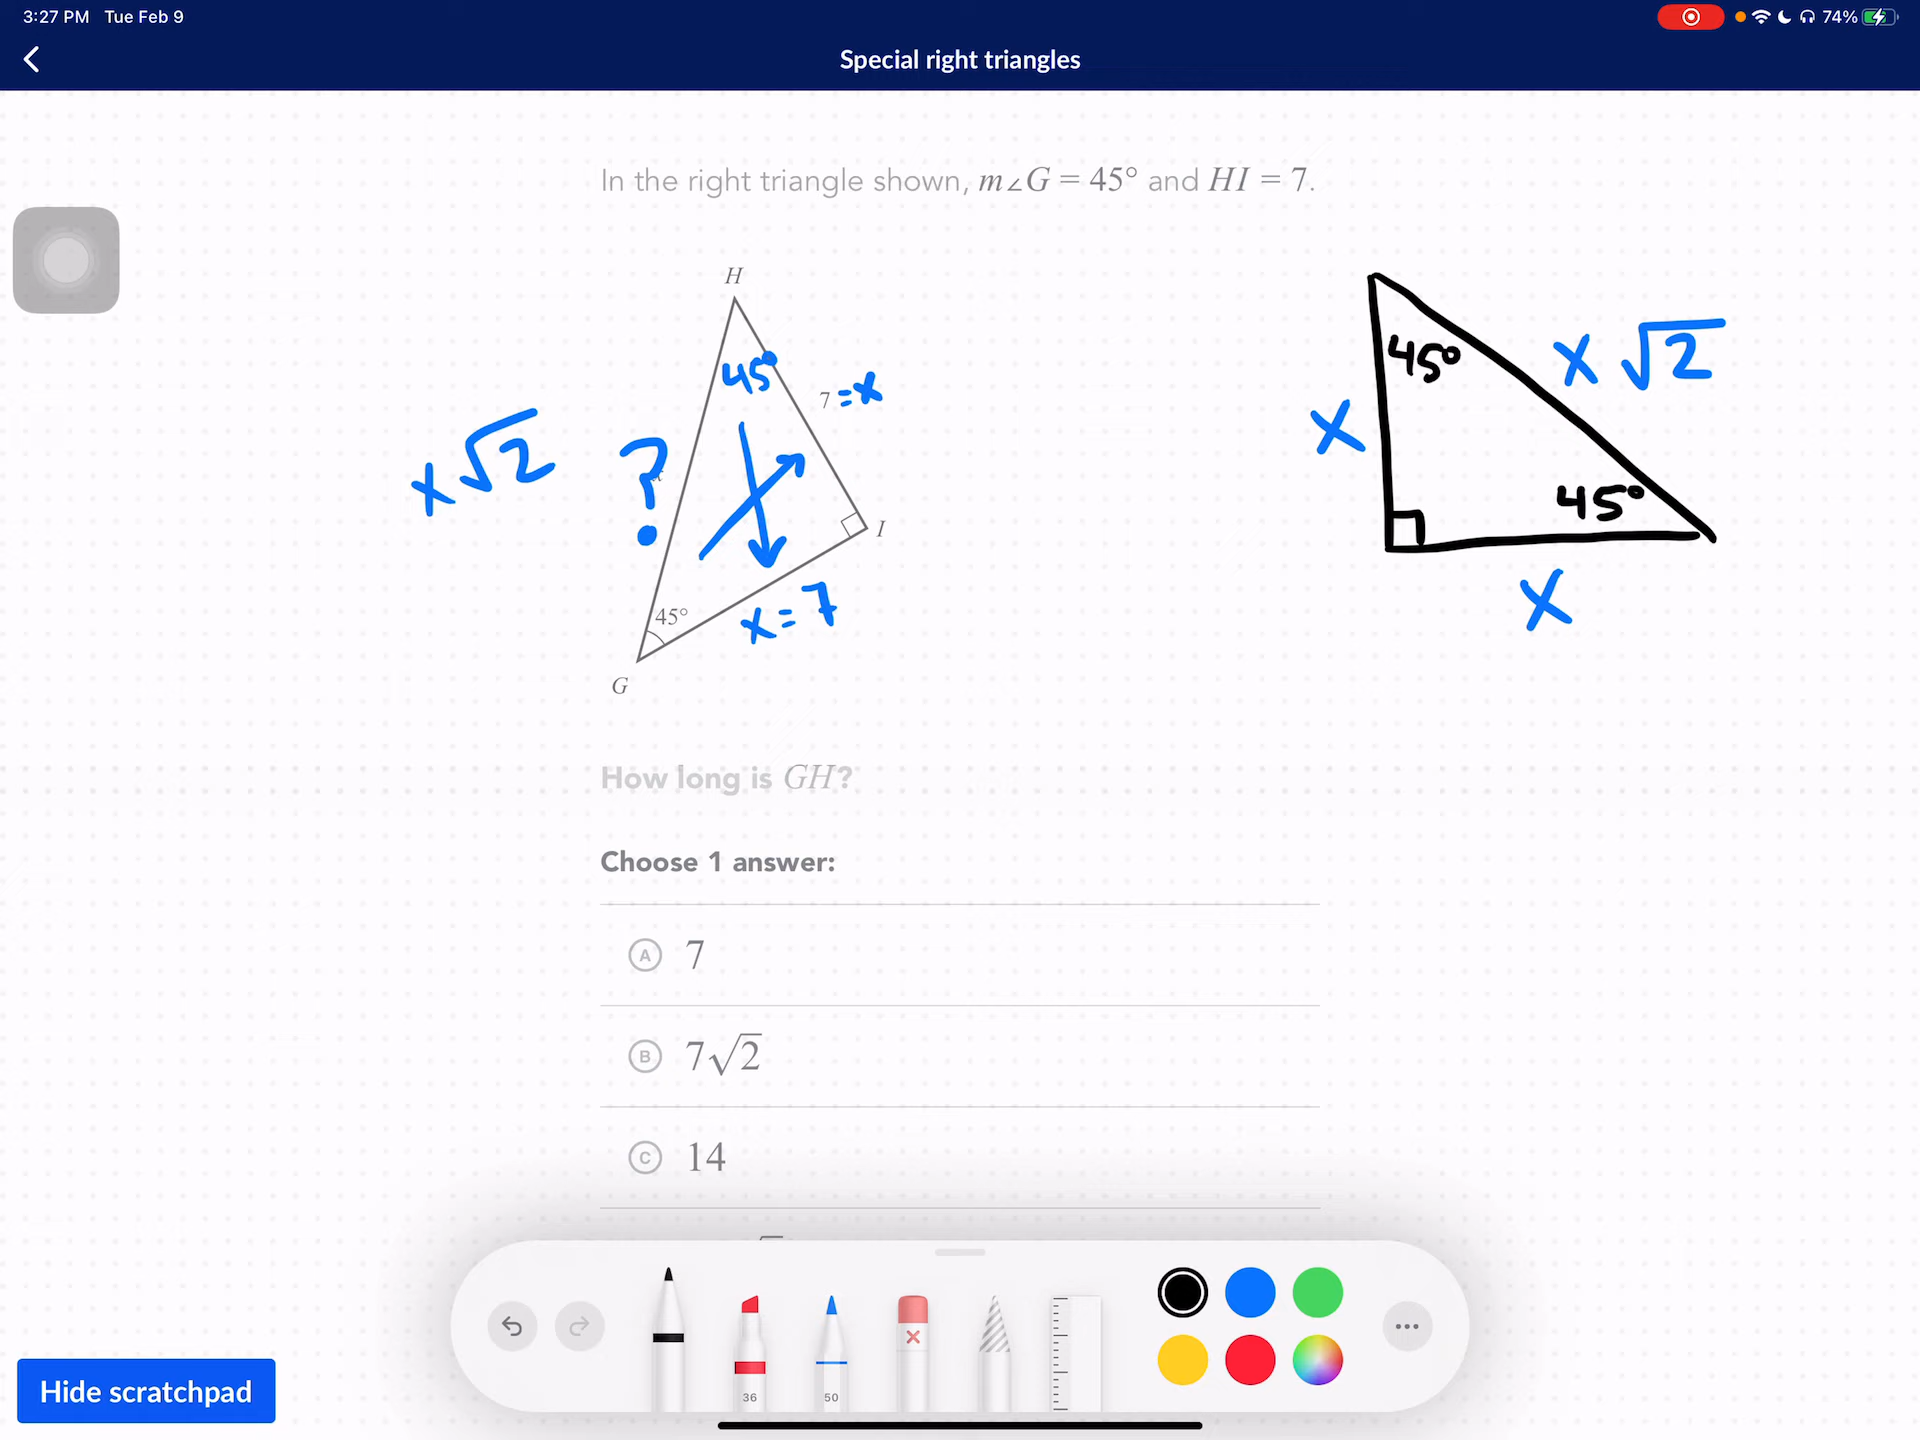 3:27 PM Tue Feb 9
74%
Special right triangles
In the right triangle shown, m∠G = 45° and HI = 7.
H
45°
7 = x
x√2
?
I
45°
x = 7
G
45°
x√2
x
45°
x
How long is GH?
Choose 1 answer:
A 7
B 7√2
C 14
36
50
Hide scratchpad